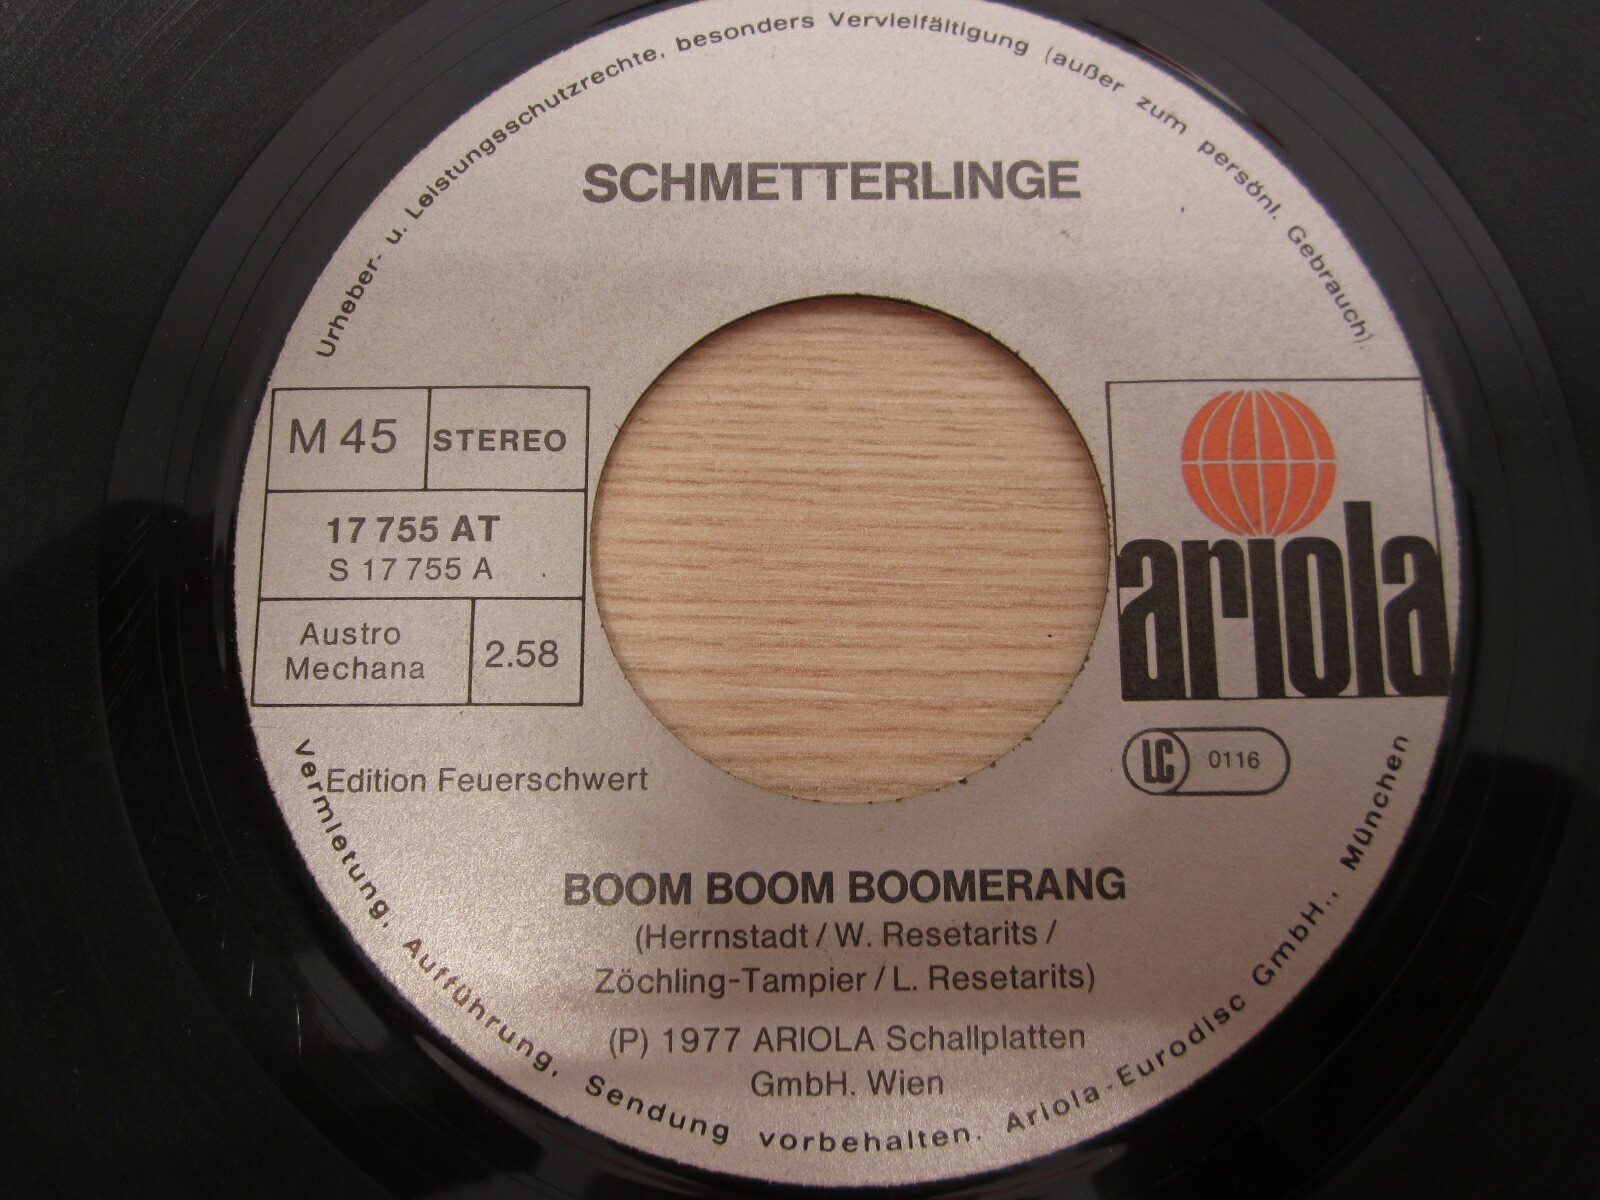 Urheber- u. Leistungsschutzrechte, besonders Vervielfältigung (außer zum persönl. Gebrauch).
SCHMETTERLINGE
M 45
STEREO
17 755 AT
S 17 755 A
Austro
Mechana
2.58
ariola
LC 0116
Edition Feuerschwert
BOOM BOOM BOOMERANG
(Herrnstadt / W. Resetarits /
Zöchling-Tampier / L. Resetarits)
(P) 1977 ARIOLA Schallplatten
GmbH. Wien
Vermietung, Aufführung, Sendung vorbehalten. Ariola-Eurodisc GmbH., München